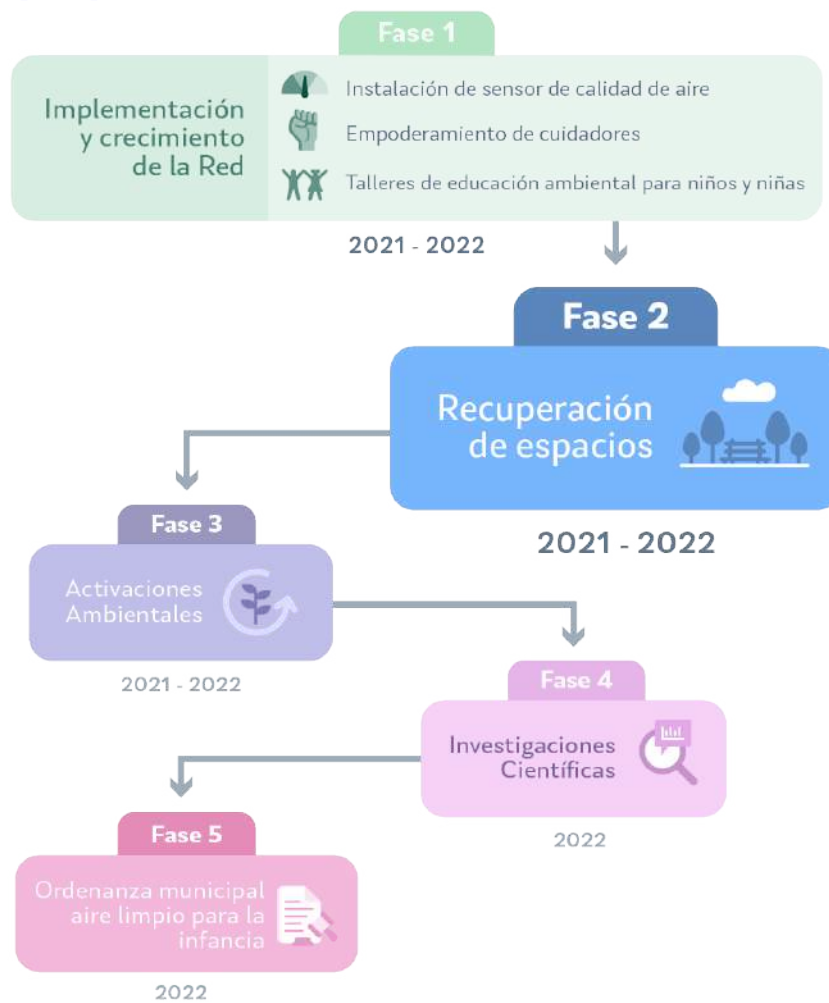 Fase 1
Implementación
y crecimiento
de la Red
Instalación de sensor de calidad de aire
Empoderamiento de cuidadores
Talleres de educación ambiental para niños y niñas
2021 - 2022
Fase 2
Recuperación
de espacios
2021 - 2022
Fase 3
Activaciones
Ambientales
2021 - 2022
Fase 4
Investigaciones
Científicas
2022
Fase 5
Ordenanza municipal
aire limpio para la
infancia
2022